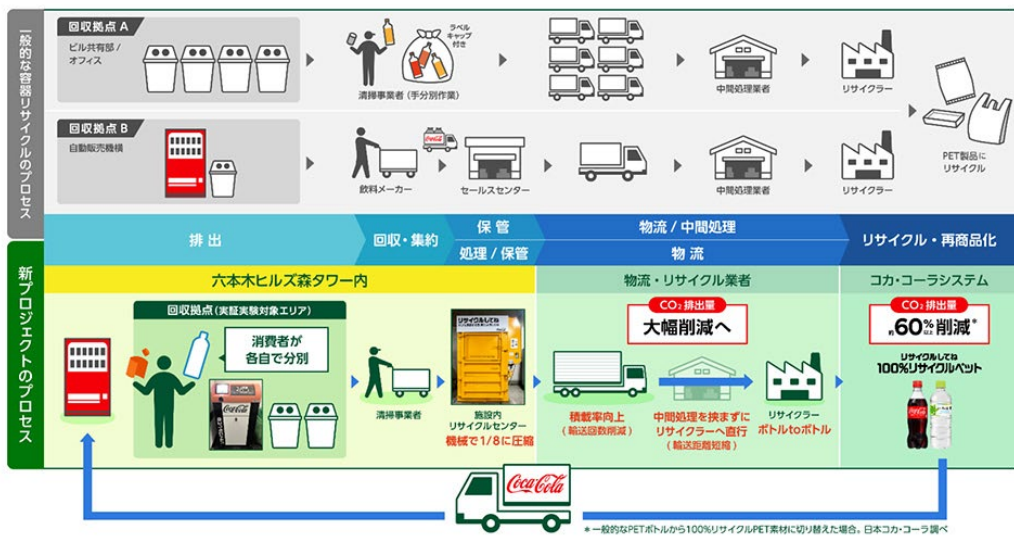 一般的な容器リサイクルのプロセス
回収拠点 A
ビル共有部 /
オフィス
ラベル
キャップ
付き
清掃事業者（手分別作業）
中間処理業者
リサイクラー
回収拠点 B
自動販売機横
Coca-Cola
飲料メーカー
セールスセンター
中間処理業者
リサイクラー
PET製品に
リサイクル
排出
回収・集約
保管
処理 / 保管
物流 / 中間処理
物流
リサイクル・再商品化
新プロジェクトのプロセス
六本木ヒルズ森タワー内
回収拠点(実証実験対象エリア)
消費者が
各自で分別
清掃事業者
リサイクルしてね
施設内
リサイクルセンター
機械で1/8に圧縮
物流・リサイクル業者
CO₂ 排出量
大幅削減へ
積載率向上
（輸送回数削減）
中間処理を挟まずに
リサイクラーへ直行
（輸送距離短縮）
リサイクラー
ボトルtoボトル
コカ・コーラシステム
CO₂ 排出量
約60%以上削減*
リサイクルしてね
100%リサイクルペット
Coca-Cola
＊一般的なPETボトルから100%リサイクルPET素材に切り替えた場合。日本コカ・コーラ調べ